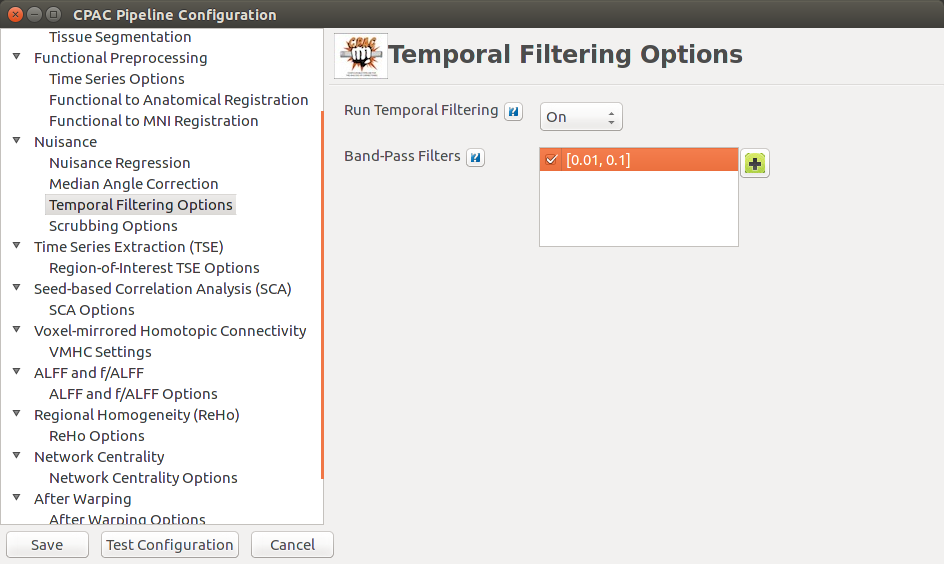 CPAC Pipeline Configuration
Tissue Segmentation
Functional Preprocessing
Time Series Options
Functional to Anatomical Registration
Functional to MNI Registration
Nuisance
Nuisance Regression
Median Angle Correction
Temporal Filtering Options
Scrubbing Options
Time Series Extraction (TSE)
Region-of-Interest TSE Options
Seed-based Correlation Analysis (SCA)
SCA Options
Voxel-mirrored Homotopic Connectivity
VMHC Settings
ALFF and f/ALFF
ALFF and f/ALFF Options
Regional Homogeneity (ReHo)
ReHo Options
Network Centrality
Network Centrality Options
After Warping
After Warping Options
Save
Test Configuration
Cancel
CPAC
Temporal Filtering Options
Run Temporal Filtering ?
On
Band-Pass Filters ?
[0.01, 0.1]